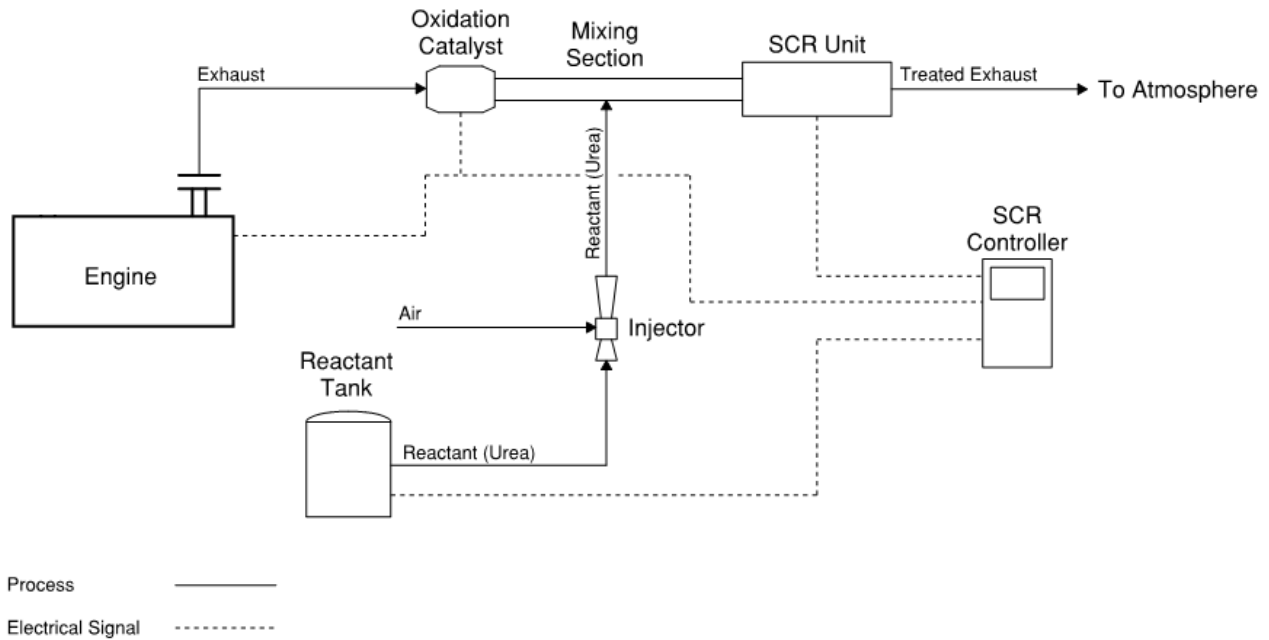 Oxidation
Catalyst
Mixing
Section
SCR Unit
Exhaust
Treated Exhaust
To Atmosphere
Reactant (Urea)
SCR
Controller
Engine
Air
Injector
Reactant
Tank
Reactant (Urea)
Process
Electrical Signal